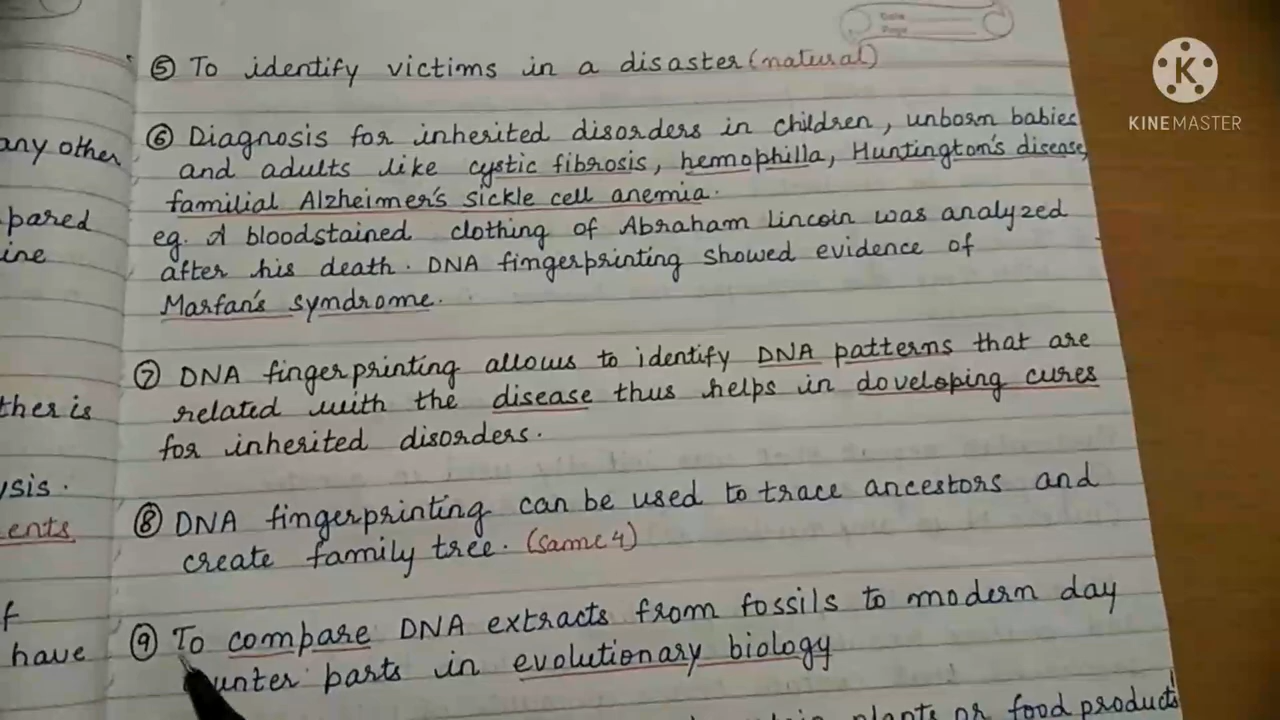 ⑤ To identify victims in a disaster (natural)
any other
⑥ Diagnosis for inherited disorders in children, unborn babies
and adults like cystic fibrosis, hemophilla, Huntington's disease,
pared
familial Alzheimer's sickle cell anemia.
eg. A bloodstained clothing of Abraham lincoin was analyzed
ine
after his death. DNA fingerprinting showed evidence of
Marfan's syndrome.
⑦ DNA fingerprinting allows to identify DNA patterns that are
ther is
related with the disease thus helps in doveloping cures
for inherited disorders.
ysis.
⑧ DNA fingerprinting can be used to trace ancestors and
ents
create family tree. (same 4)
f
have
⑨ To compare DNA extracts from fossils to modern day
unter parts in evolutionary biology
plants or food products
K
KINEMASTER